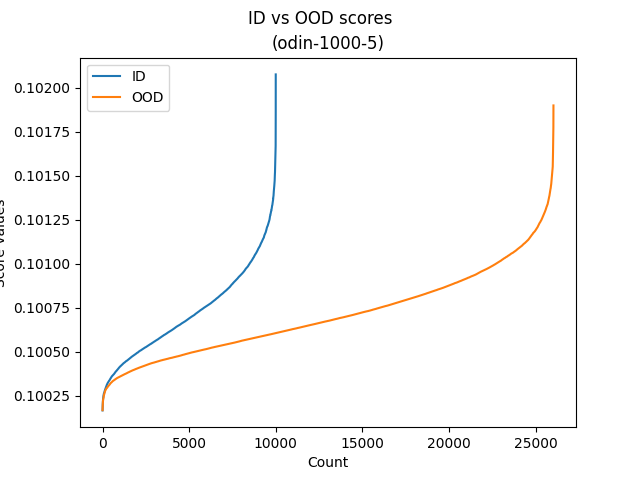 ID vs OOD scores
(odin-1000-5)
ID
OOD
0.10200
0.10175
0.10150
0.10125
0.10100
0.10075
0.10050
0.10025
Score values
0
5000
10000
15000
20000
25000
Count